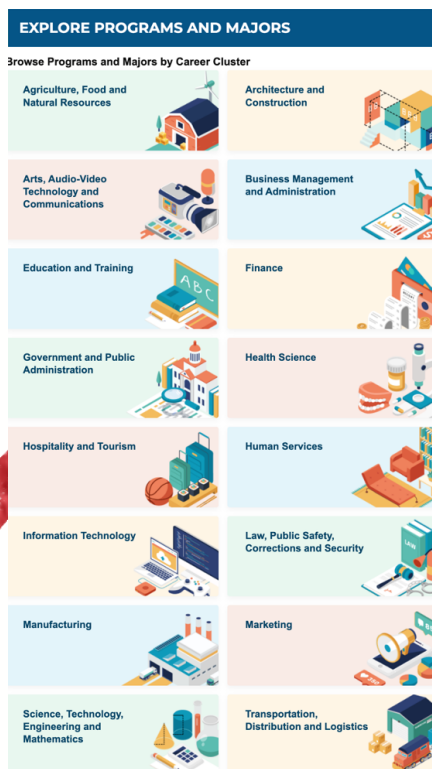 EXPLORE PROGRAMS AND MAJORS
Browse Programs and Majors by Career Cluster
Agriculture, Food and
Natural Resources
Architecture and
Construction
Arts, Audio-Video
Technology and
Communications
Business Management
and Administration
Education and Training
ABC
Finance
Government and Public
Administration
Health Science
Hospitality and Tourism
Human Services
Information Technology
Law, Public Safety,
Corrections and Security
LAW
Manufacturing
Marketing
Science, Technology,
Engineering and
Mathematics
Transportation,
Distribution and Logistics